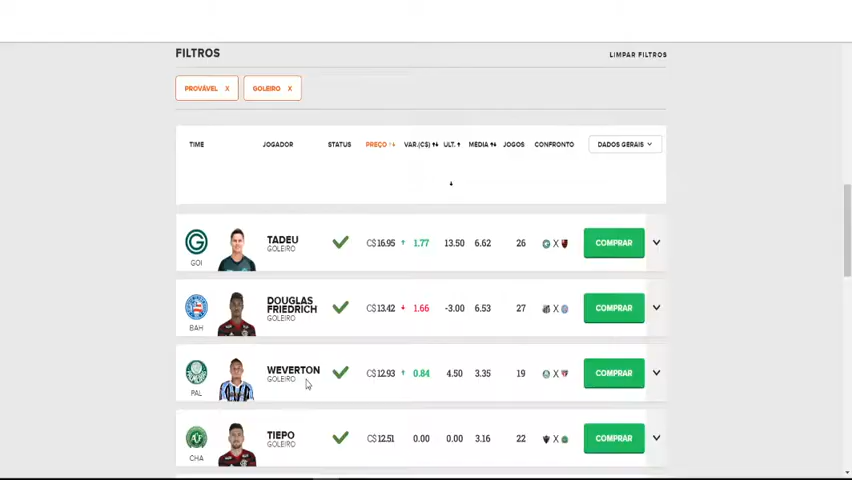 FILTROS
LIMPAR FILTROS
PROVÁVEL X
GOLEIRO X
TIME JOGADOR STATUS PREÇO VAR.(C$) ULT. MÉDIA JOGOS CONFRONTO DADOS GERAIS
TADEU
GOLEIRO
C$ 16.95 1.77 13.50 6.62 26 X COMPRAR
GOI
DOUGLAS
FRIEDRICH
GOLEIRO
C$ 13.42 1.66 -3.00 6.53 27 X COMPRAR
BAH
WEVERTON
GOLEIRO
C$ 12.93 0.84 4.50 3.35 19 X COMPRAR
PAL
TIEPO
GOLEIRO
C$ 12.51 0.00 0.00 3.16 22 X COMPRAR
CHA